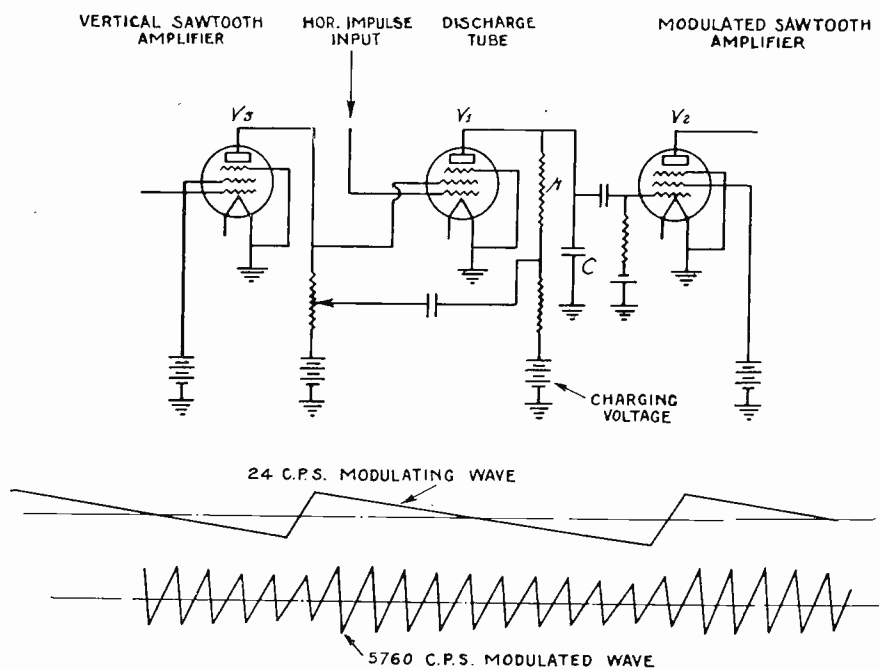 VERTICAL SAWTOOTH
AMPLIFIER
HOR. IMPULSE
INPUT
DISCHARGE
TUBE
MODULATED SAWTOOTH
AMPLIFIER
V3
V1
V2
C
CHARGING
VOLTAGE
24 C.P.S. MODULATING WAVE
5760 C.P.S. MODULATED WAVE